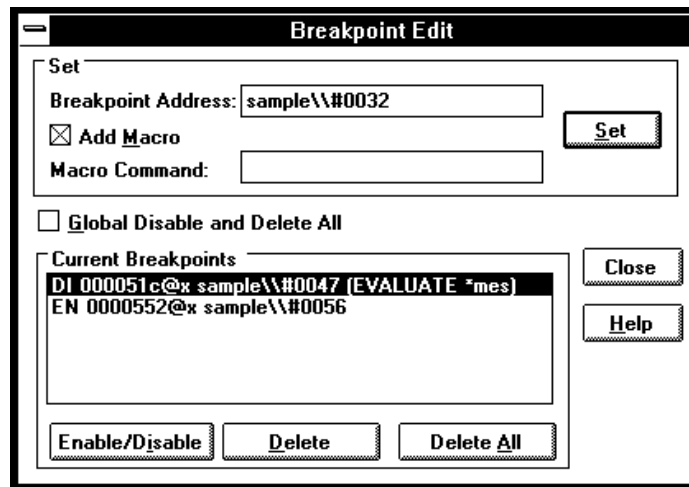 Breakpoint Edit
Set
Breakpoint Address: sample\\#0032
Add Macro
Set
Macro Command:
Global Disable and Delete All
Current Breakpoints
DI 000051c@x sample\\#0047 (EVALUATE *mes)
EN 0000552@x sample\\#0056
Close
Help
Enable/Disable Delete Delete All